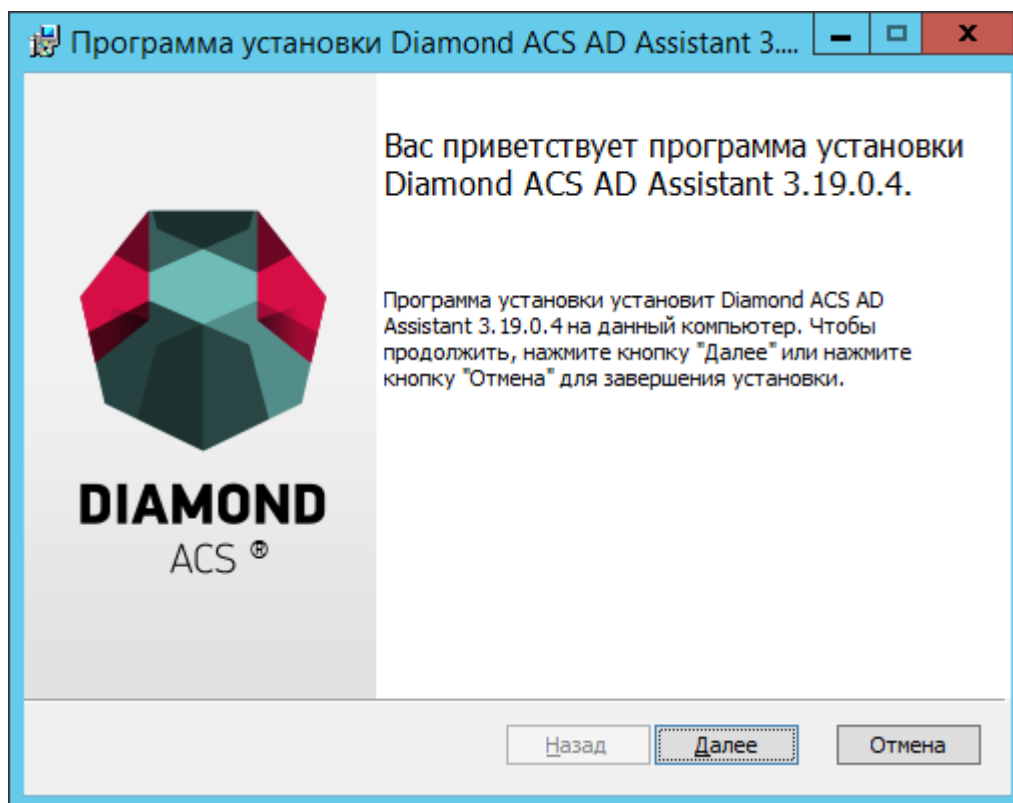 Программа установки Diamond ACS AD Assistant 3....
Вас приветствует программа установки
Diamond ACS AD Assistant 3.19.0.4.
Программа установки установит Diamond ACS AD
Assistant 3.19.0.4 на данный компьютер. Чтобы
продолжить, нажмите кнопку "Далее" или нажмите
кнопку "Отмена" для завершения установки.
DIAMOND
ACS ®
Назад
Далее
Отмена